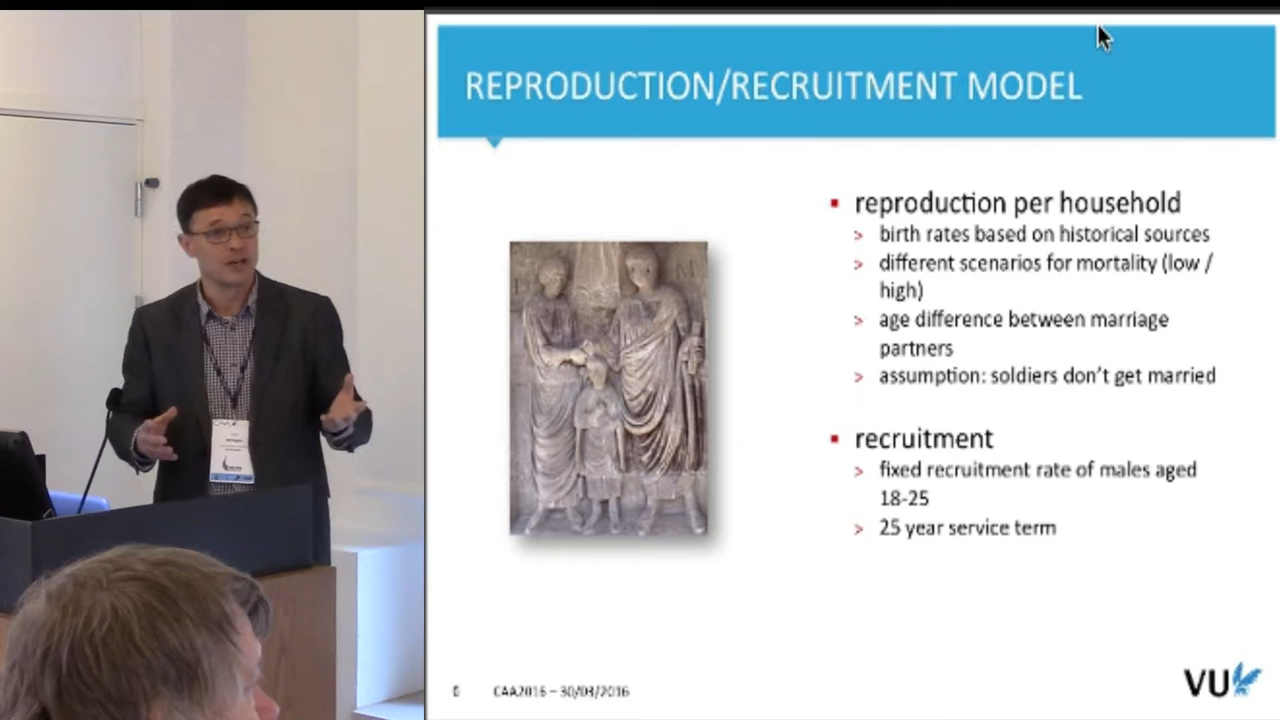 REPRODUCTION/RECRUITMENT MODEL
▪ reproduction per household
> birth rates based on historical sources
> different scenarios for mortality (low /
high)
> age difference between marriage
partners
> assumption: soldiers don't get married
▪ recruitment
> fixed recruitment rate of males aged
18-25
> 25 year service term
6 CAA2016 – 30/03/2016
VU